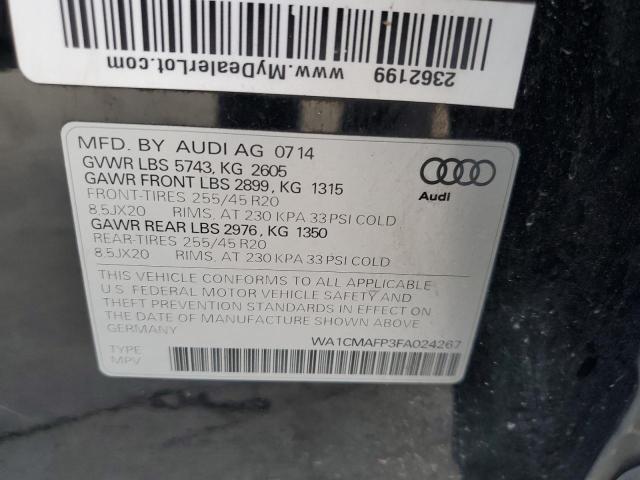 2362199
www.MyDealerLot.com
MFD. BY AUDI AG 07 14
GVWR LBS 5743, KG 2605
GAWR FRONT LBS 2899, KG 1315
FRONT-TIRES 255/45 R20
8.5JX20 RIMS, AT 230 KPA 33 PSI COLD
GAWR REAR LBS 2976, KG 1350
REAR-TIRES 255/45 R20
8.5JX20 RIMS, AT 230 KPA 33 PSI COLD
Audi
THIS VEHICLE CONFORMS TO ALL APPLICABLE
U.S. FEDERAL MOTOR VEHICLE SAFETY AND
THEFT PREVENTION STANDARDS IN EFFECT ON
THE DATE OF MANUFACTURE SHOWN ABOVE.
GERMANY
WA1CMAFP3FA024267
TYPE
MPV